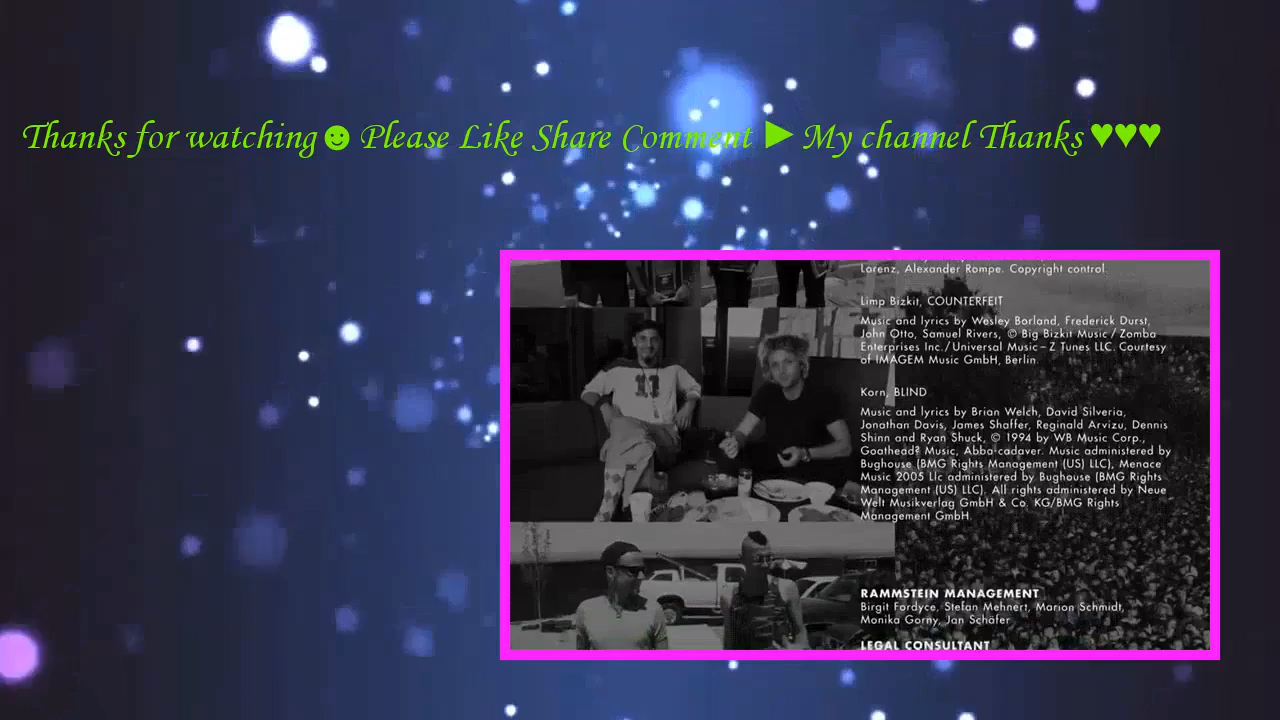 Thanks for watching☻Please Like Share Comment ►My channel Thanks♥♥♥
Lorenz, Alexander Rompe. Copyright control.
Limp Bizkit, COUNTERFEIT
Music and lyrics by Wesley Borland, Frederick Durst,
John Otto, Samuel Rivers, © Big Bizkit Music / Zomba
Enterprises Inc./Universal Music – Z Tunes LLC. Courtesy
of IMAGEM Music GmbH, Berlin.
Korn, BLIND
Music and lyrics by Brian Welch, David Silveria,
Jonathan Davis, James Shaffer, Reginald Arvizu, Dennis
Shinn and Ryan Shuck, © 1994 by WB Music Corp.,
Goathead? Music, Abba-cadaver. Music administered by
Bughouse (BMG Rights Management (US) LLC), Menace
Music 2005 Llc administered by Bughouse (BMG Rights
Management (US) LLC). All rights administered by Neue
Welt Musikverlag GmbH & Co. KG/BMG Rights
Management GmbH
RAMMSTEIN MANAGEMENT
Birgit Fordyce, Stefan Mehnert, Marion Schmidt,
Monika Gorny, Jan Schäfer
LEGAL CONSULTANT